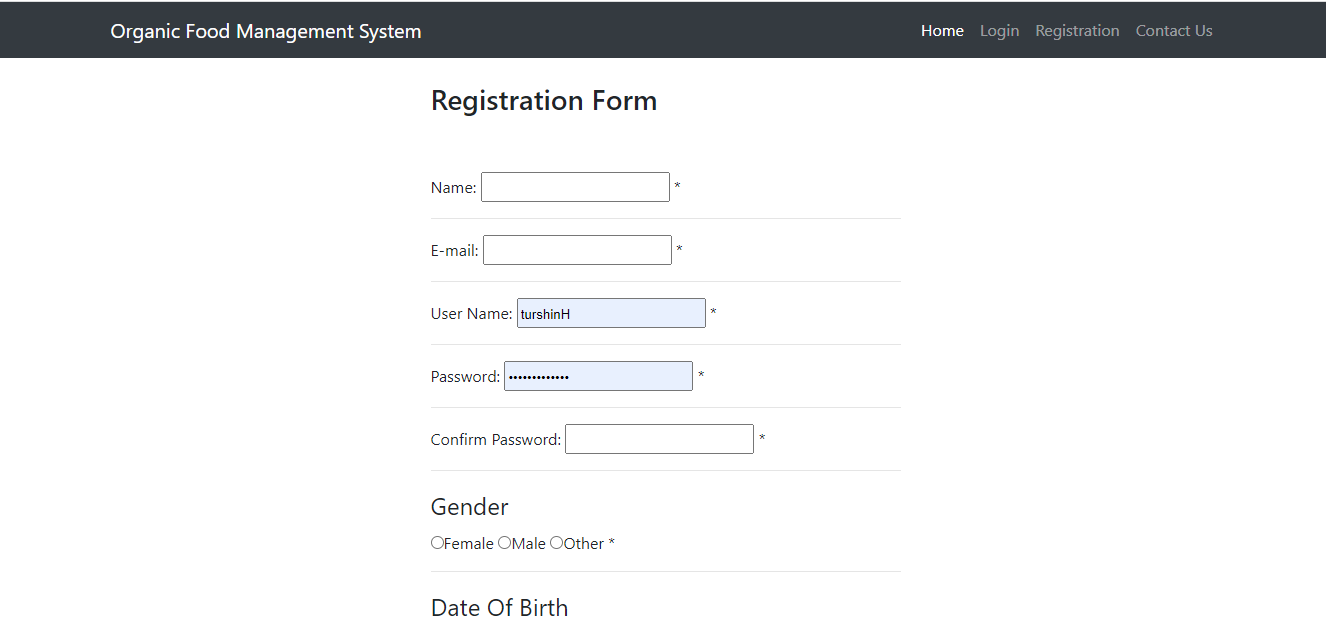 Organic Food Management System Home Login Registration Contact Us
Registration Form
Name: *
E-mail: *
User Name: turshinH *
Password: ••••••••••••• *
Confirm Password: *
Gender
Female Male Other *
Date Of Birth